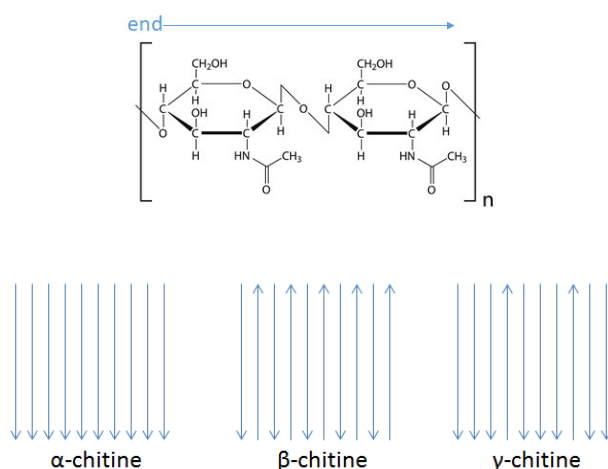 end
CH₂OH CH₂OH
H O H O O
C H C H
C OH H C O C OH H C
O C C H C C H
H HN CH₃ H HN CH₃
C C
O O
n
α-chitine β-chitine γ-chitine